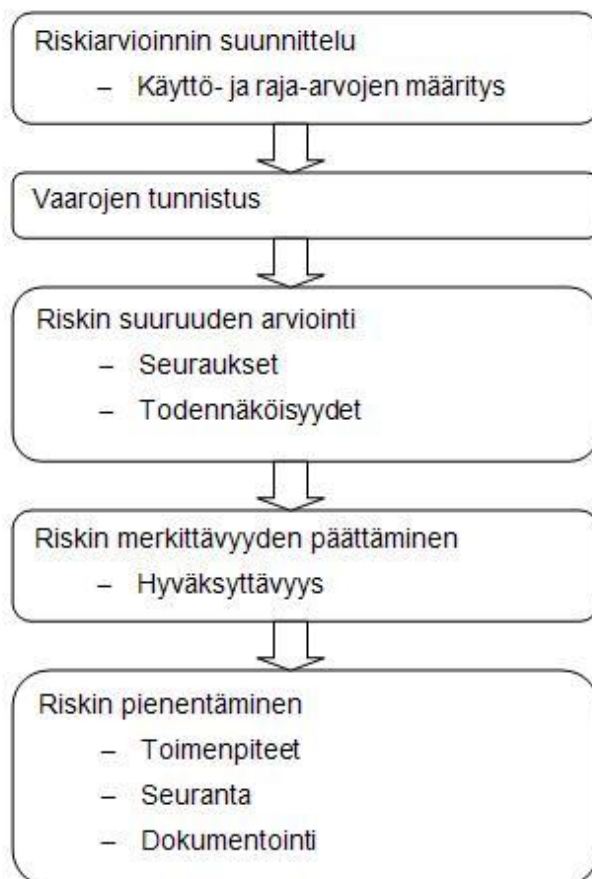 Riskiarvioinnin suunnittelu
– Käyttö- ja raja-arvojen määritys
Vaarojen tunnistus
Riskin suuruuden arviointi
– Seuraukset
– Todennäköisyydet
Riskin merkittävyyden päättäminen
– Hyväksyttävyys
Riskin pienentäminen
– Toimenpiteet
– Seuranta
– Dokumentointi